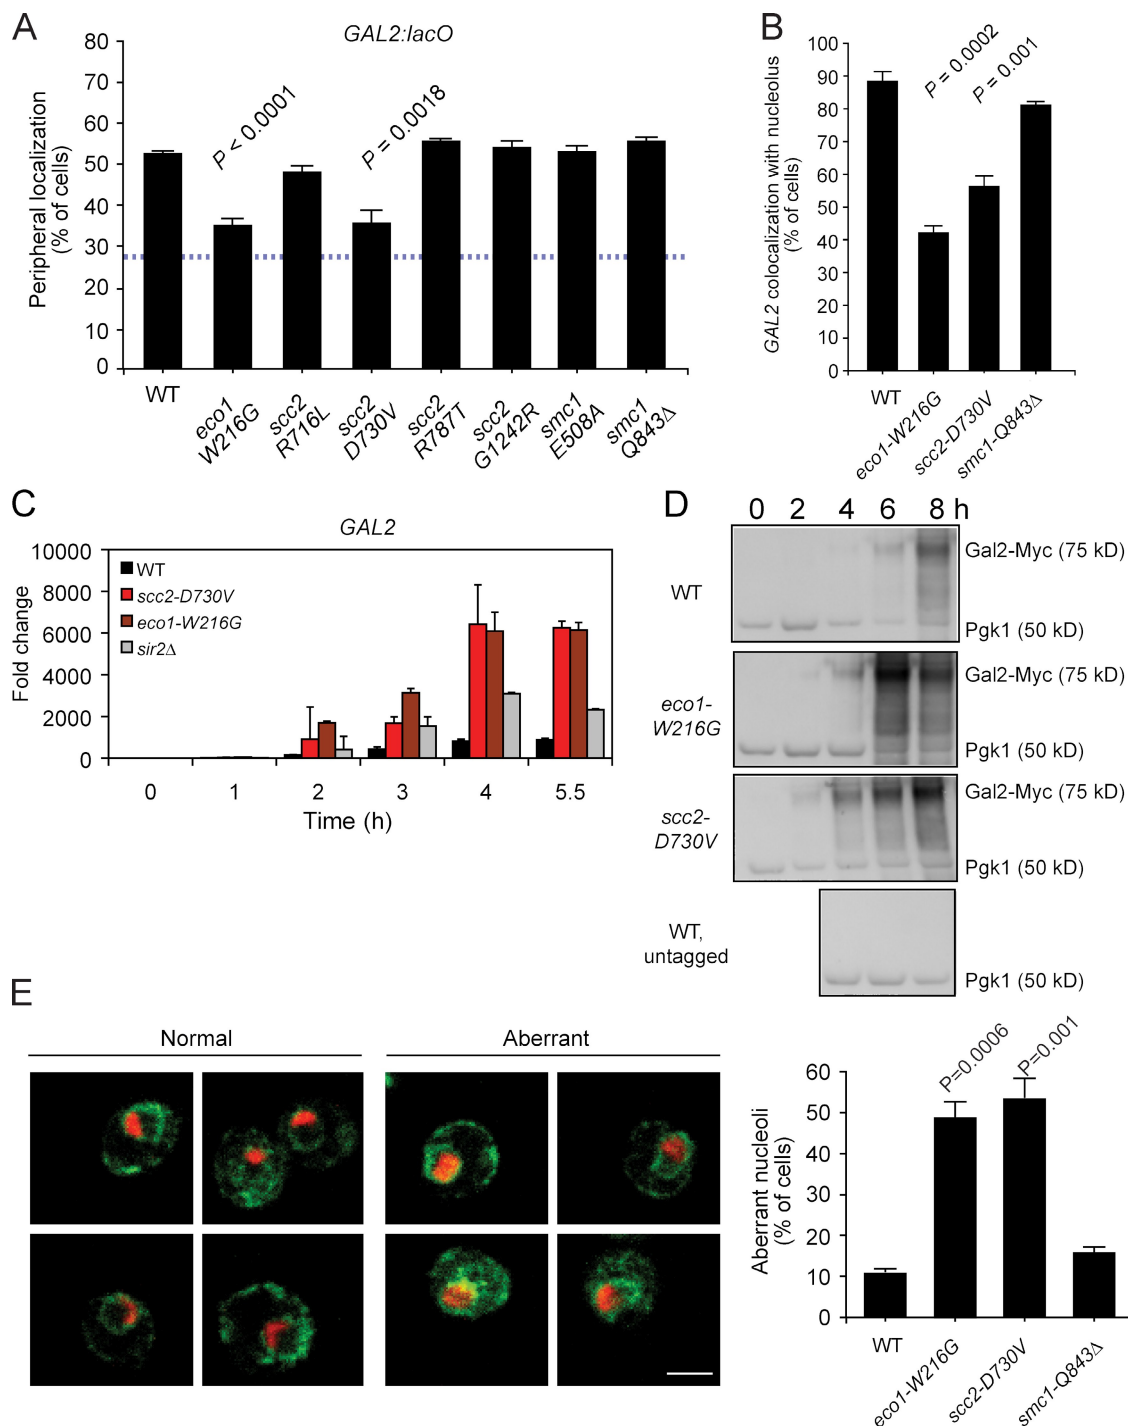 A
GAL2:lacO
Peripheral localization
(% of cells)
80
70
60
50
40
30
20
10
0
P < 0.0001
P = 0.0018
WT
eco1
W216G
scc2
R716L
scc2
D730V
scc2
R787T
scc2
G1242R
smc1
E508A
smc1
Q843Δ
B
GAL2 colocalization with nucleolus
(% of cells)
100
90
80
70
60
50
40
30
20
10
0
P = 0.0002
P = 0.001
WT
eco1-W216G
scc2-D730V
smc1-Q843Δ
C
GAL2
Fold change
10000
8000
6000
4000
2000
0
WT
scc2-D730V
eco1-W216G
sir2Δ
0 1 2 3 4 5.5
Time (h)
D
0 2 4 6 8 h
WT
Gal2-Myc (75 kD)
Pgk1 (50 kD)
eco1-
W216G
Gal2-Myc (75 kD)
Pgk1 (50 kD)
scc2-
D730V
Gal2-Myc (75 kD)
Pgk1 (50 kD)
WT,
untagged
Pgk1 (50 kD)
E
Normal
Aberrant
Aberrant nucleoli
(% of cells)
60
50
40
30
20
10
0
P=0.0006
P=0.001
WT
eco1-W216G
scc2-D730V
smc1-Q843Δ